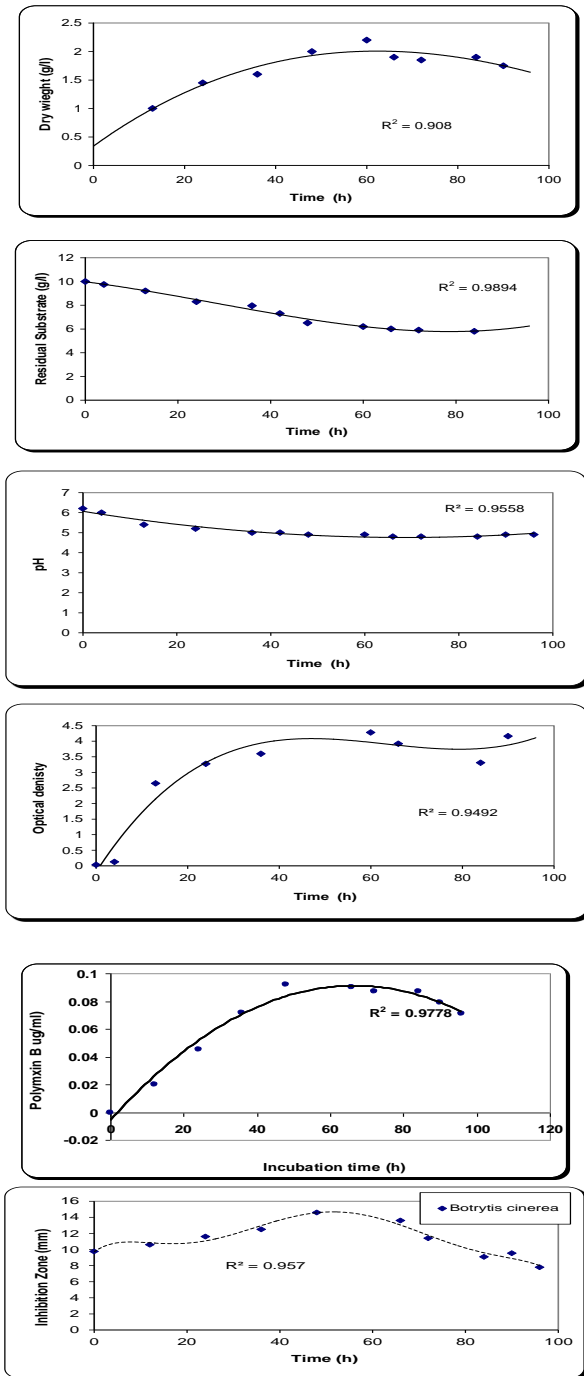 2.5
2
1.5
1
0.5
0
Dry wieght (g/l)
R² = 0.908
0 20 40 60 80 100
Time (h)
12
10
8
6
4
2
0
Residual Substrate (g/l)
R² = 0.9894
0 20 40 60 80 100
Time (h)
7
6
5
4
3
2
1
0
pH
R² = 0.9558
0 20 40 60 80 100
Time (h)
4.5
4
3.5
3
2.5
2
1.5
1
0.5
0
Optical denisty
R² = 0.9492
0 20 40 60 80 100
Time (h)
0.1
0.08
0.06
0.04
0.02
0
-0.02
Polymxin B ug/ml)
R² = 0.9778
0 20 40 60 80 100 120
Incubation time (h)
16
14
12
10
8
6
4
2
0
Inhibition Zone (mm)
Botrytis cinerea
R² = 0.957
0 20 40 60 80 100
Time (h)